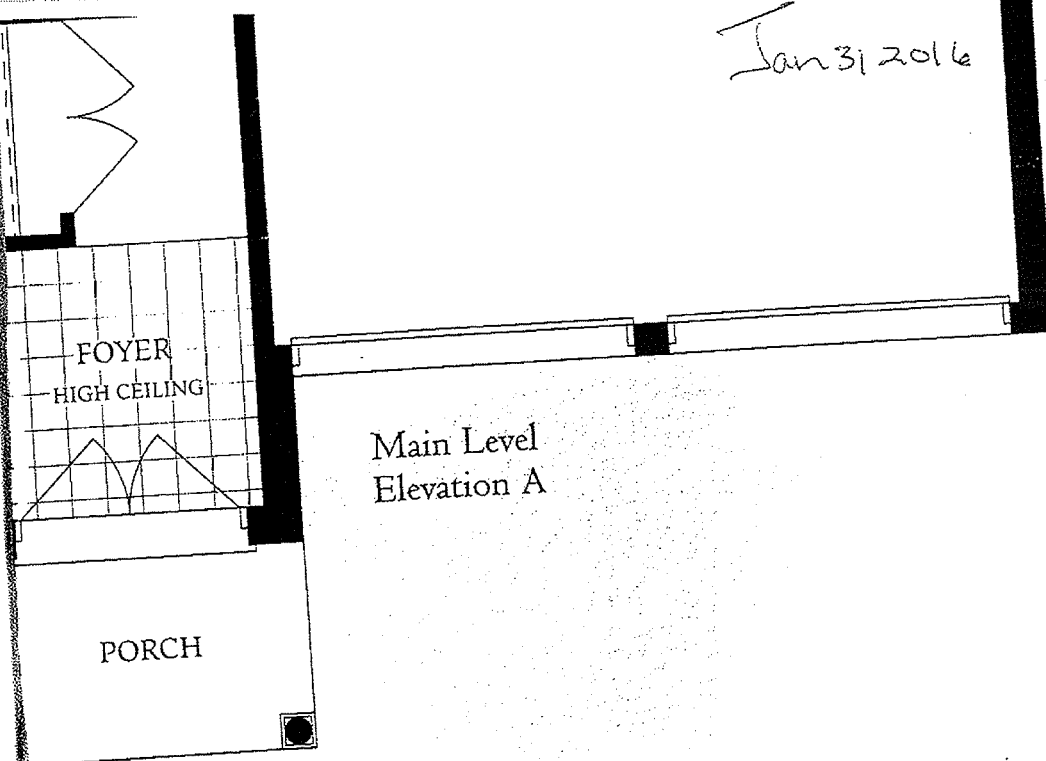 Jan 31 2016
FOYER
HIGH CEILING
Main Level
Elevation A
PORCH